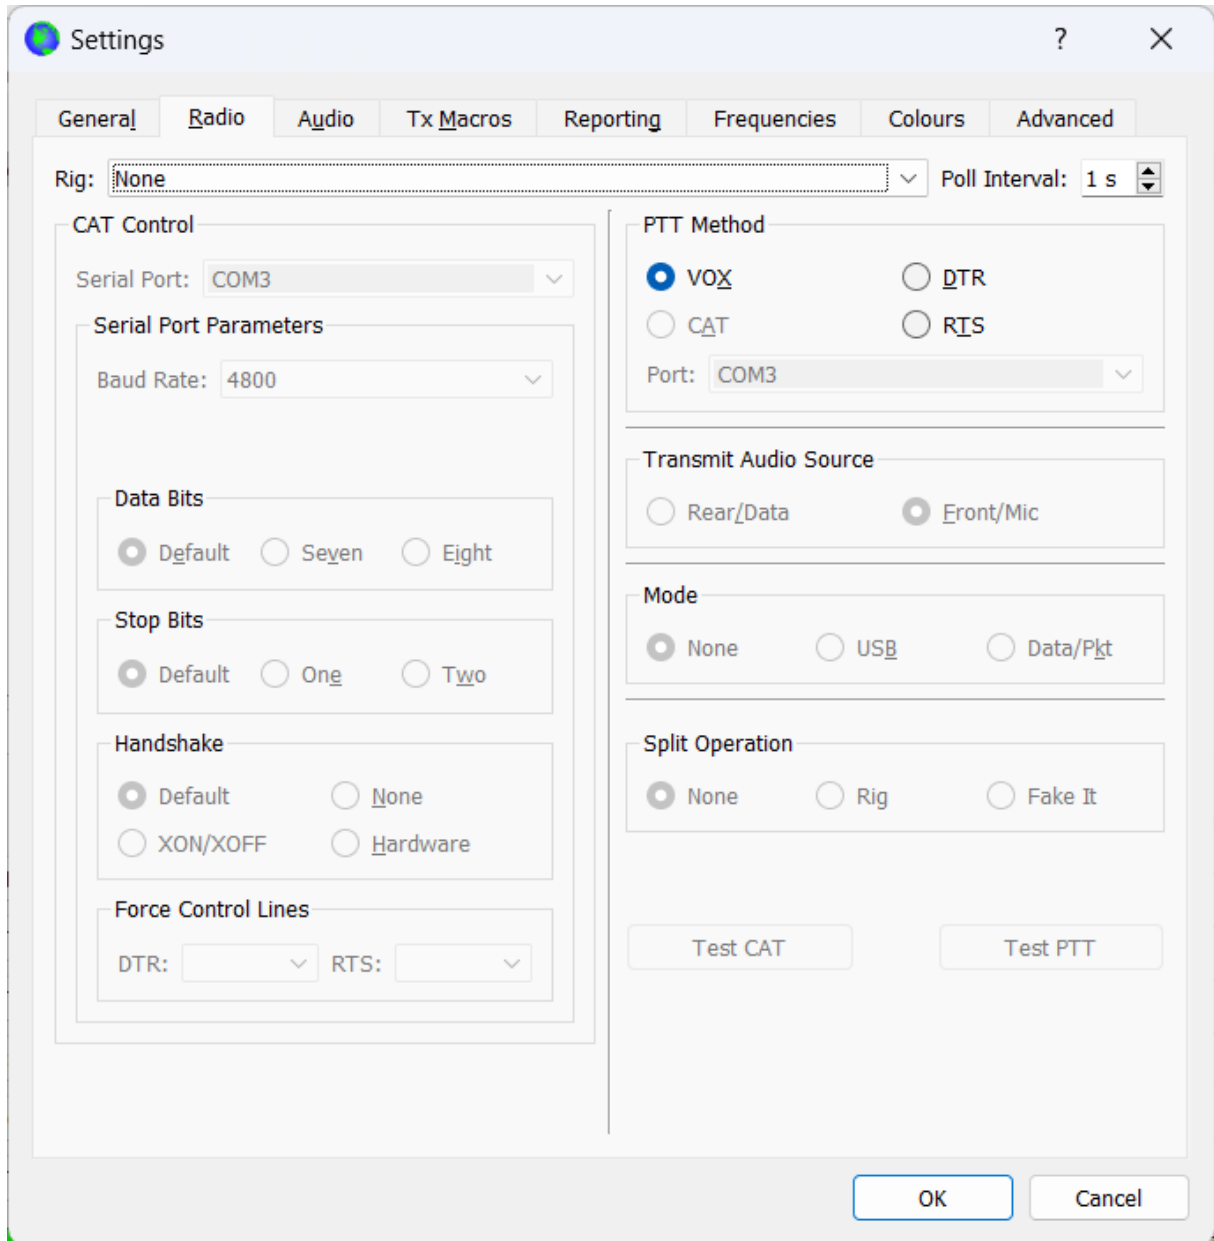 Settings ?
General Radio Audio Tx Macros Reporting Frequencies Colours Advanced
Rig: None Poll Interval: 1 s
CAT Control
Serial Port: COM3
Serial Port Parameters
Baud Rate: 4800
Data Bits
Default Seven Eight
Stop Bits
Default One Two
Handshake
Default None
XON/XOFF Hardware
Force Control Lines
DTR: RTS:
PTT Method
VOX DTR
CAT RTS
Port: COM3
Transmit Audio Source
Rear/Data Front/Mic
Mode
None USB Data/Pkt
Split Operation
None Rig Fake It
Test CAT Test PTT
OK Cancel